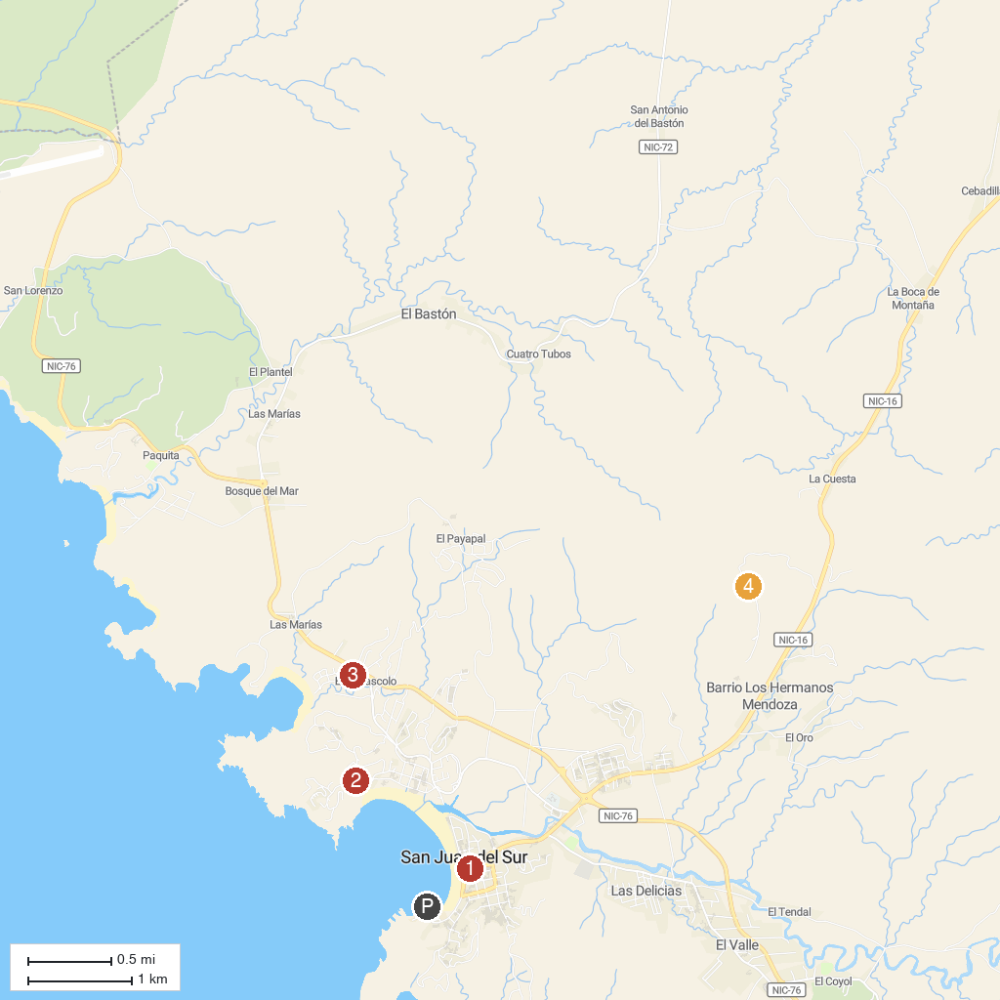 San Antonio
del Bastón
NIC-72
Cebadilla
San Lorenzo
La Boca de
Montaña
El Bastón
Cuatro Tubos
NIC-76
El Plantel
NIC-16
Las Marías
Paquita
La Cuesta
Bosque del Mar
El Payapal
4
Las Marías
NIC-16
3
ascolo
Barrio Los Hermanos
Mendoza
El Oro
2
NIC-76
San Jua del Sur
1
Las Delicias
P
El Tendal
El Valle
0.5 mi
1 km
El Coyol
NIC-76